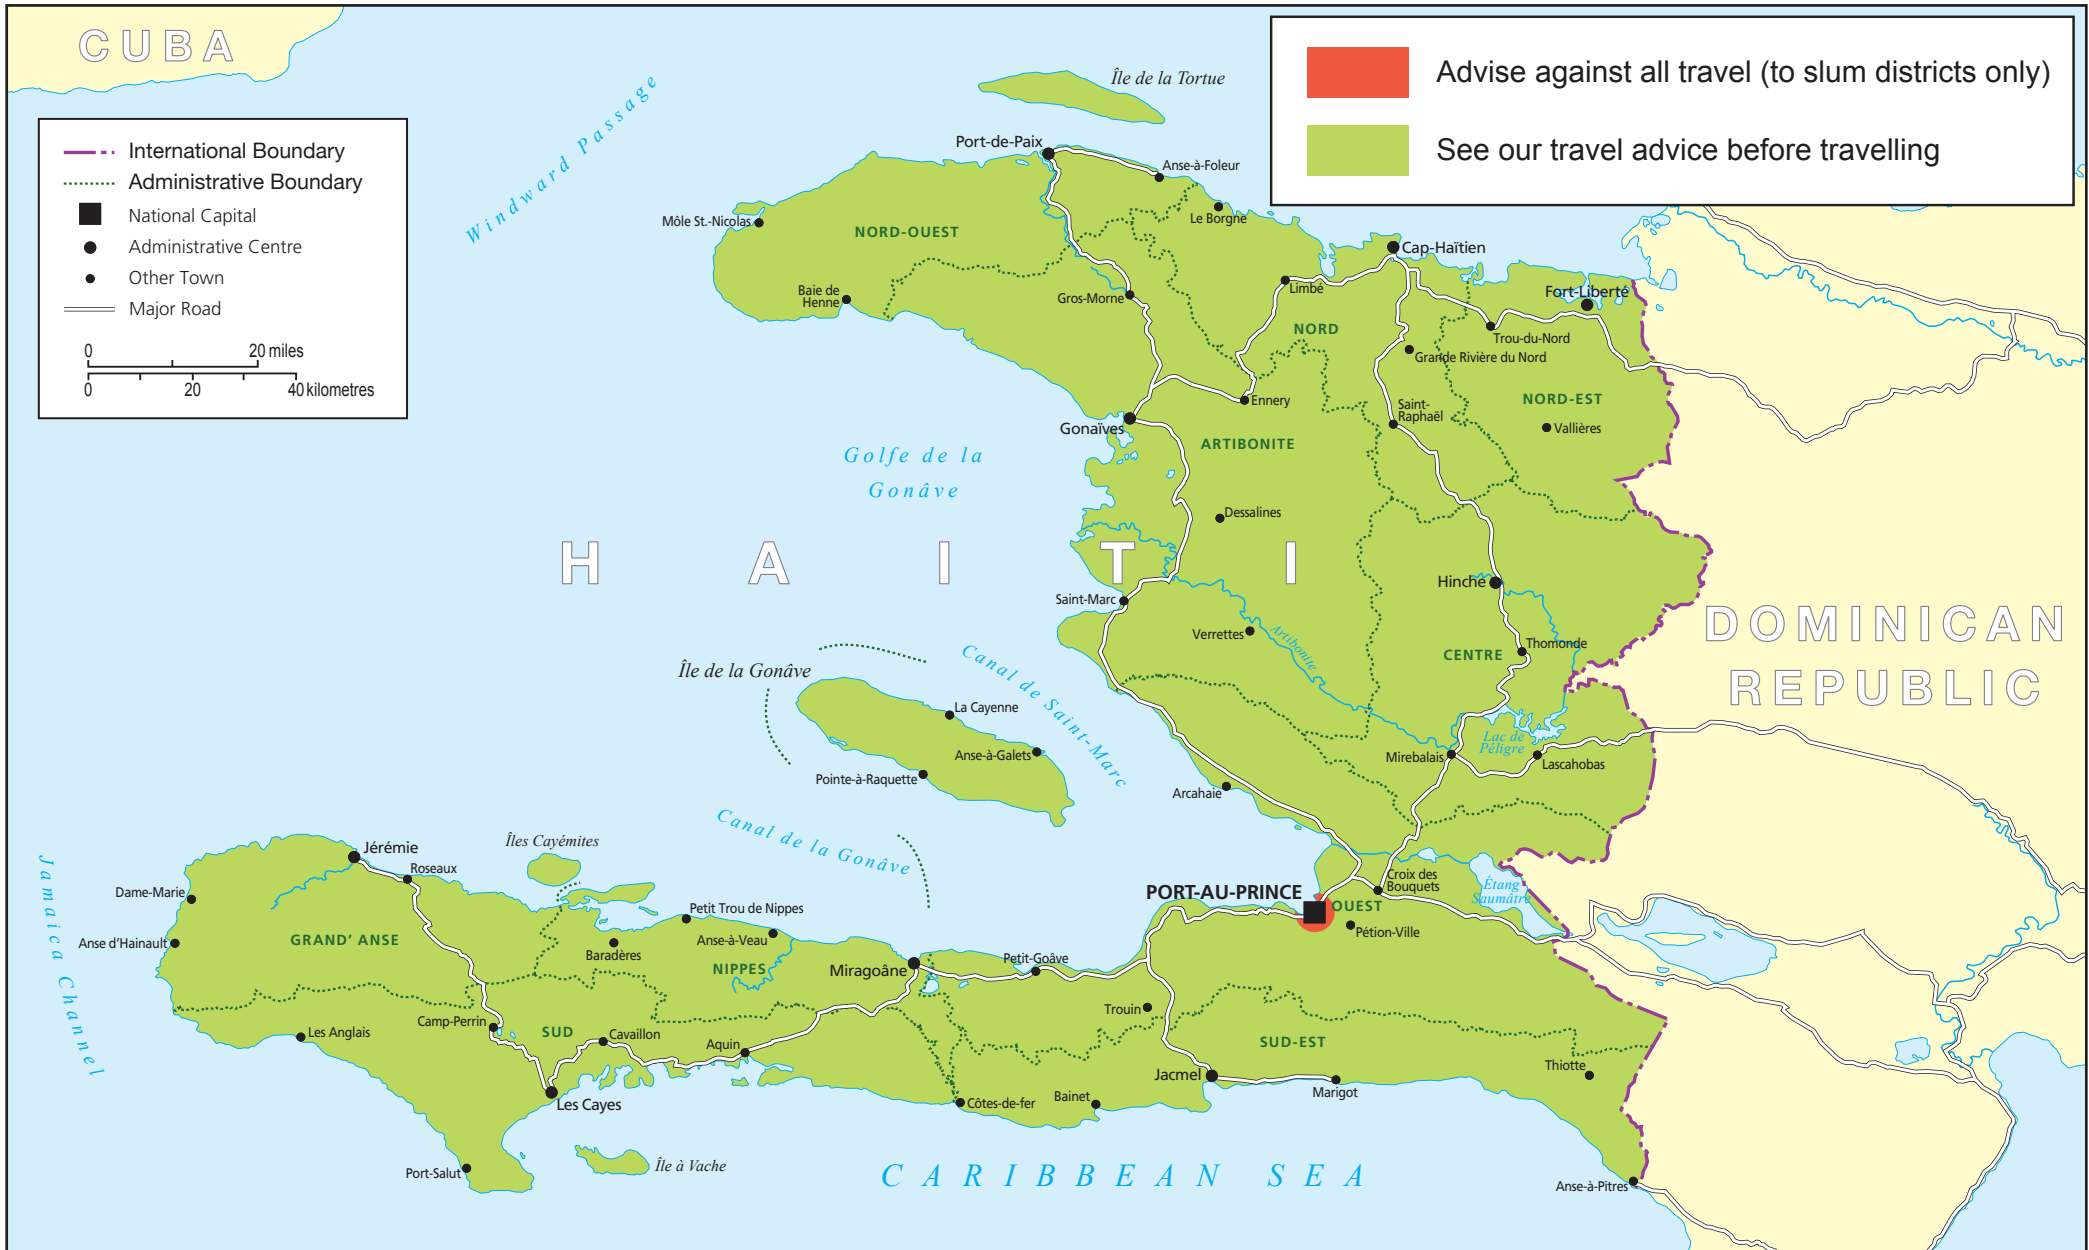 CUBA
Advise against all travel (to slum districts only)
See our travel advice before travelling
International Boundary
Administrative Boundary
National Capital
Administrative Centre
Other Town
Major Road
0 20 miles
0 20 40 kilometres
Windward Passage
Île de la Tortue
Port-de-Paix
Anse-à-Foleur
Le Borgne
Môle St.-Nicolas
NORD-OUEST
Cap-Haïtien
Baie de
Henne
Gros-Morne
Limbé
Fort-Liberté
NORD
Trou-du-Nord
Grande Rivière du Nord
Ennery
Saint-
Raphaël
NORD-EST
Vallières
Gonaïves
ARTIBONITE
Golfe de la
Gonâve
Dessalines
HAITI
Hinche
Saint-Marc
Verrettes
Artibonite
Thomonde
CENTRE
DOMINICAN
REPUBLIC
Île de la Gonâve
Canal de Saint-Marc
La Cayenne
Anse-à-Galets
Pointe-à-Raquette
Lac de
Péligre
Mirebalais
Lascahobas
Arcahaie
Canal de la Gonâve
Jamaica Channel
Jérémie
Roseaux
Îles Cayémites
Dame-Marie
Petit Trou de Nippes
PORT-AU-PRINCE
OUEST
Croix des
Bouquets
Étang
Saumâtre
Pétion-Ville
Anse d'Hainault
GRAND' ANSE
Baradères
Anse-à-Veau
NIPPES
Miragoâne
Petit-Goâve
Trouin
Les Anglais
Camp-Perrin
SUD
Cavaillon
Aquin
SUD-EST
Thiotte
Jacmel
Marigot
Les Cayes
Côtes-de-fer
Bainet
Port-Salut
Île à Vache
CARIBBEAN SEA
Anse-à-Pitres